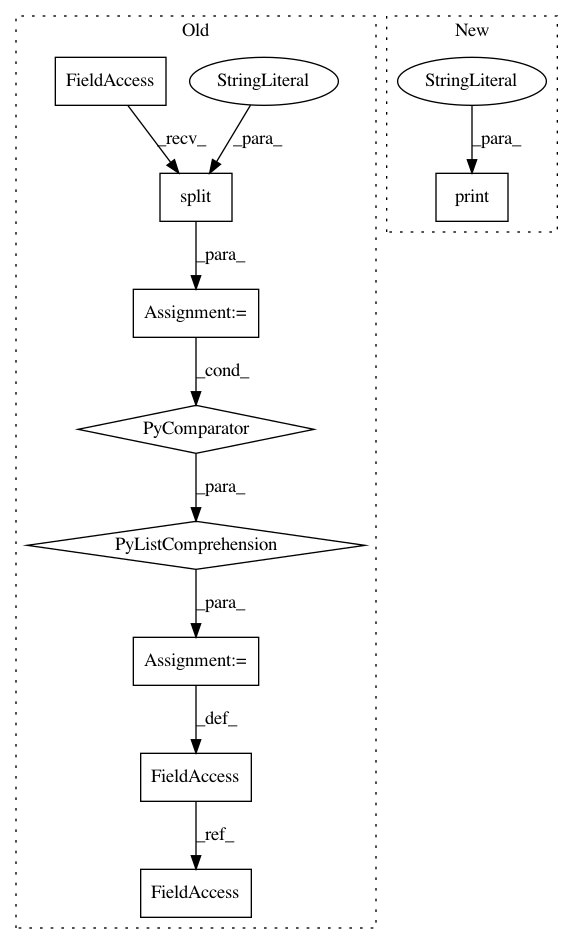 Old
New
FieldAccess
StringLiteral
StringLiteral
_recv_
_para_
_para_
split
print
_para_
Assignment:=
_cond_
PyComparator
_para_
PyListComprehension
_para_
Assignment:=
_def_
FieldAccess
_ref_
FieldAccess